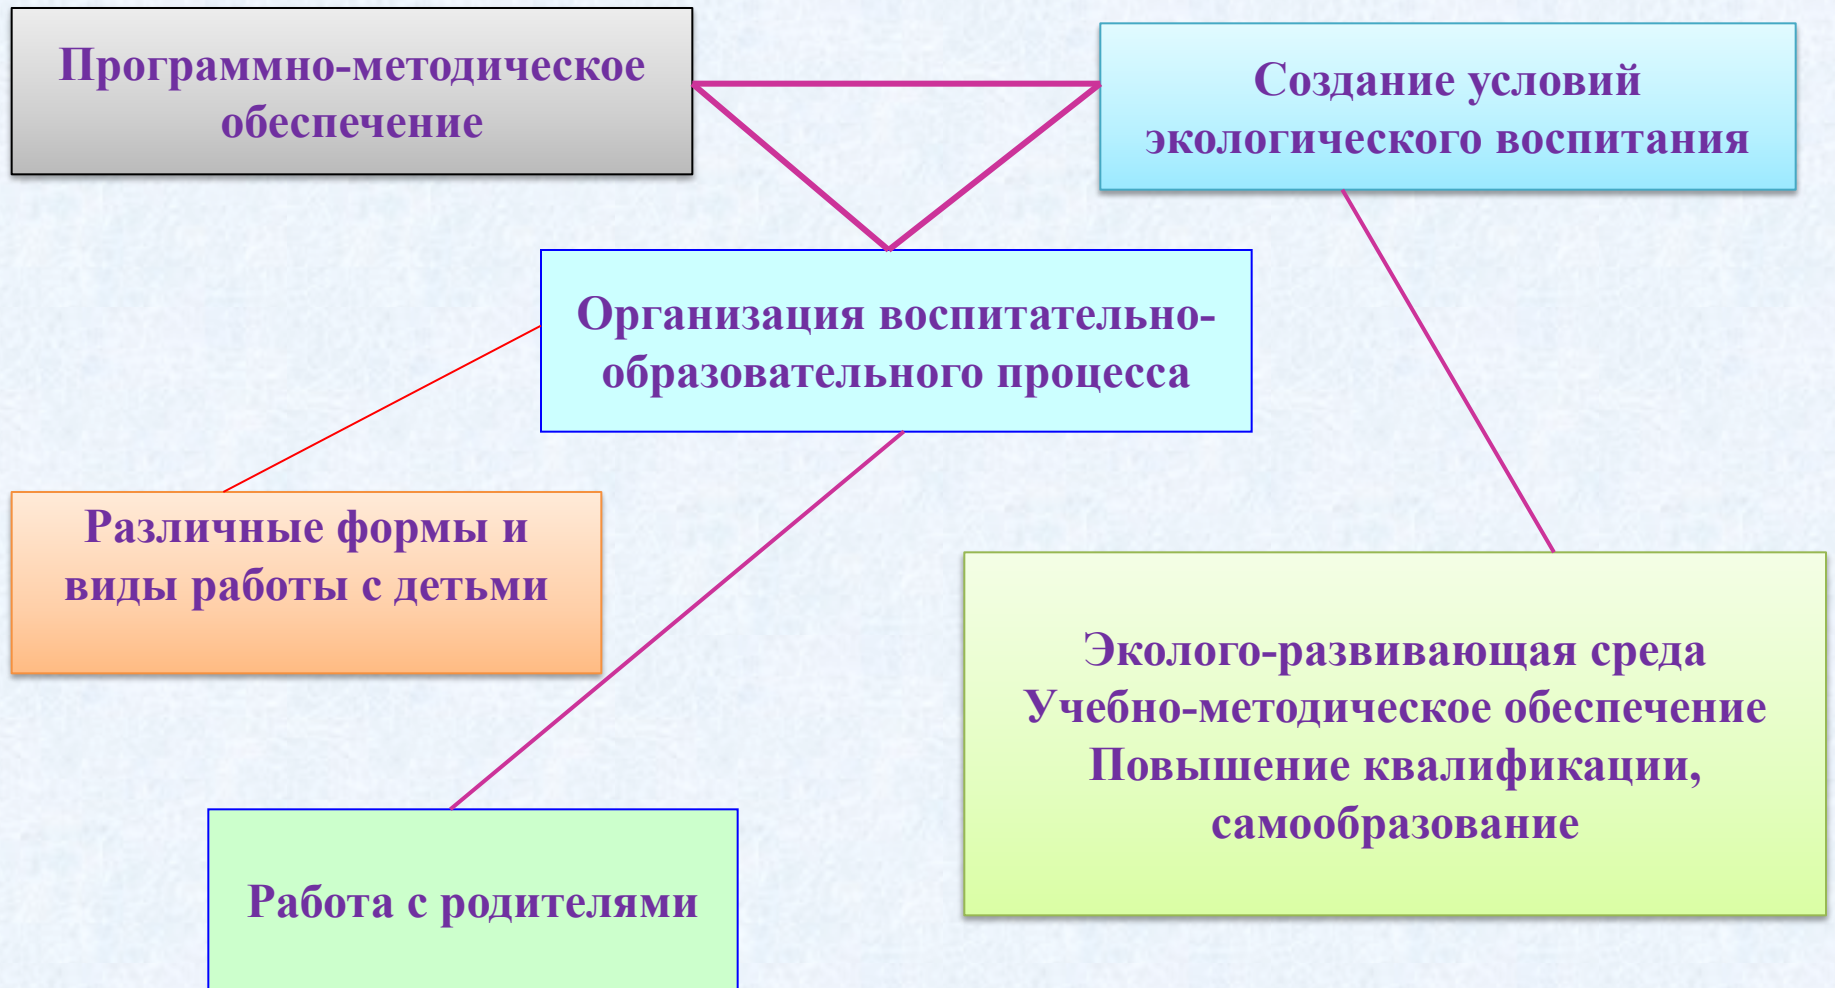 Программно-методическое
обеспечение
Создание условий
экологического воспитания
Организация воспитательно-
образовательного процесса
Различные формы и
виды работы с детьми
Эколого-развивающая среда
Учебно-методическое обеспечение
Повышение квалификации,
самообразование
Работа с родителями